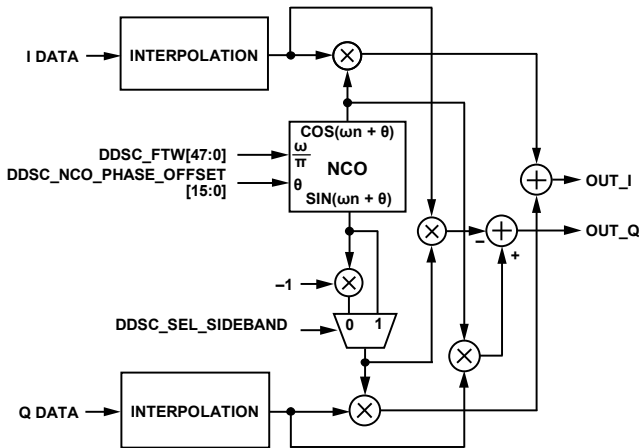 I DATA
INTERPOLATION
COS(ωn + θ)
DDSC_FTW[47:0]
ω
π
NCO
DDSC_NCO_PHASE_OFFSET
[15:0]
θ
SIN(ωn + θ)
OUT_I
OUT_Q
–
+
–1
0 1
DDSC_SEL_SIDEBAND
Q DATA
INTERPOLATION